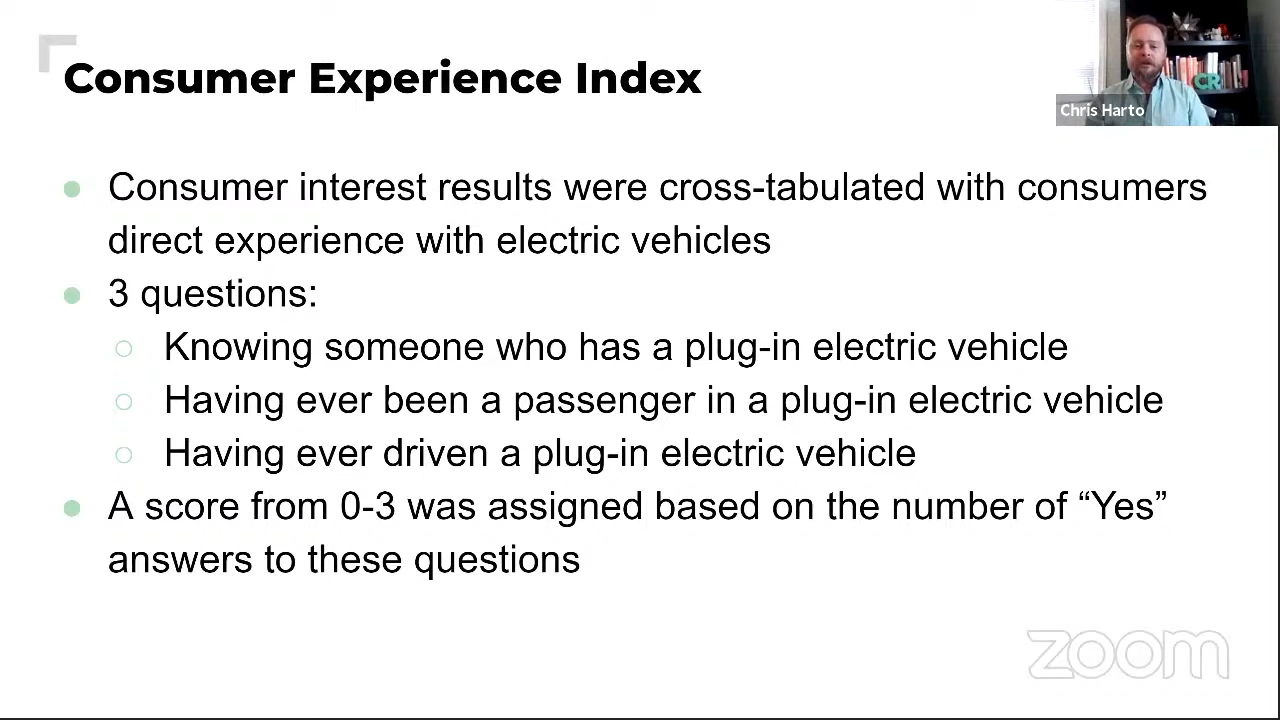 Consumer Experience Index
CR
Chris Harto
Consumer interest results were cross-tabulated with consumers
direct experience with electric vehicles
3 questions:
Knowing someone who has a plug-in electric vehicle
Having ever been a passenger in a plug-in electric vehicle
Having ever driven a plug-in electric vehicle
A score from 0-3 was assigned based on the number of “Yes”
answers to these questions
zoom